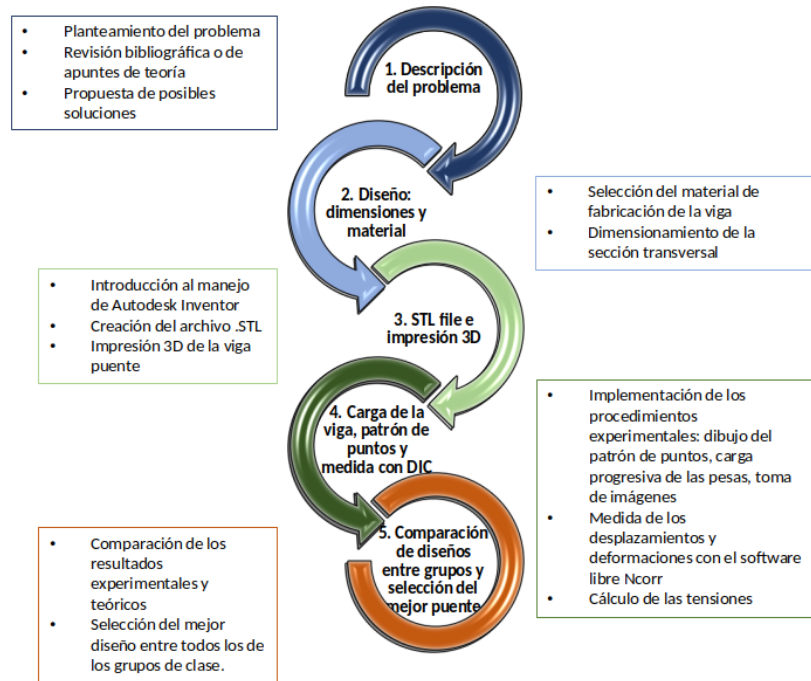 • Planteamiento del problema
• Revisión bibliográfica o de
apuntes de teoría
• Propuesta de posibles
soluciones
1. Descripción
del problema
2. Diseño:
dimensiones y
material
• Selección del material de
fabricación de la viga
• Dimensionamiento de la
sección transversal
• Introducción al manejo
de Autodesk Inventor
• Creación del archivo .STL
• Impresión 3D de la viga
puente
3. STL file e
impresión 3D
4. Carga de la
viga, patrón de
puntos y
medida con DIC
• Implementación de los
procedimientos
experimentales: dibujo del
patrón de puntos, carga
progresiva de las pesas, toma
de imágenes
• Medida de los
desplazamientos y
deformaciones con el software
libre Ncorr
• Cálculo de las tensiones
5. Comparación
de diseños
entre grupos y
selección del
mejor puente
• Comparación de los
resultados
experimentales y
teóricos
• Selección del mejor
diseño entre todos los de
los grupos de clase.